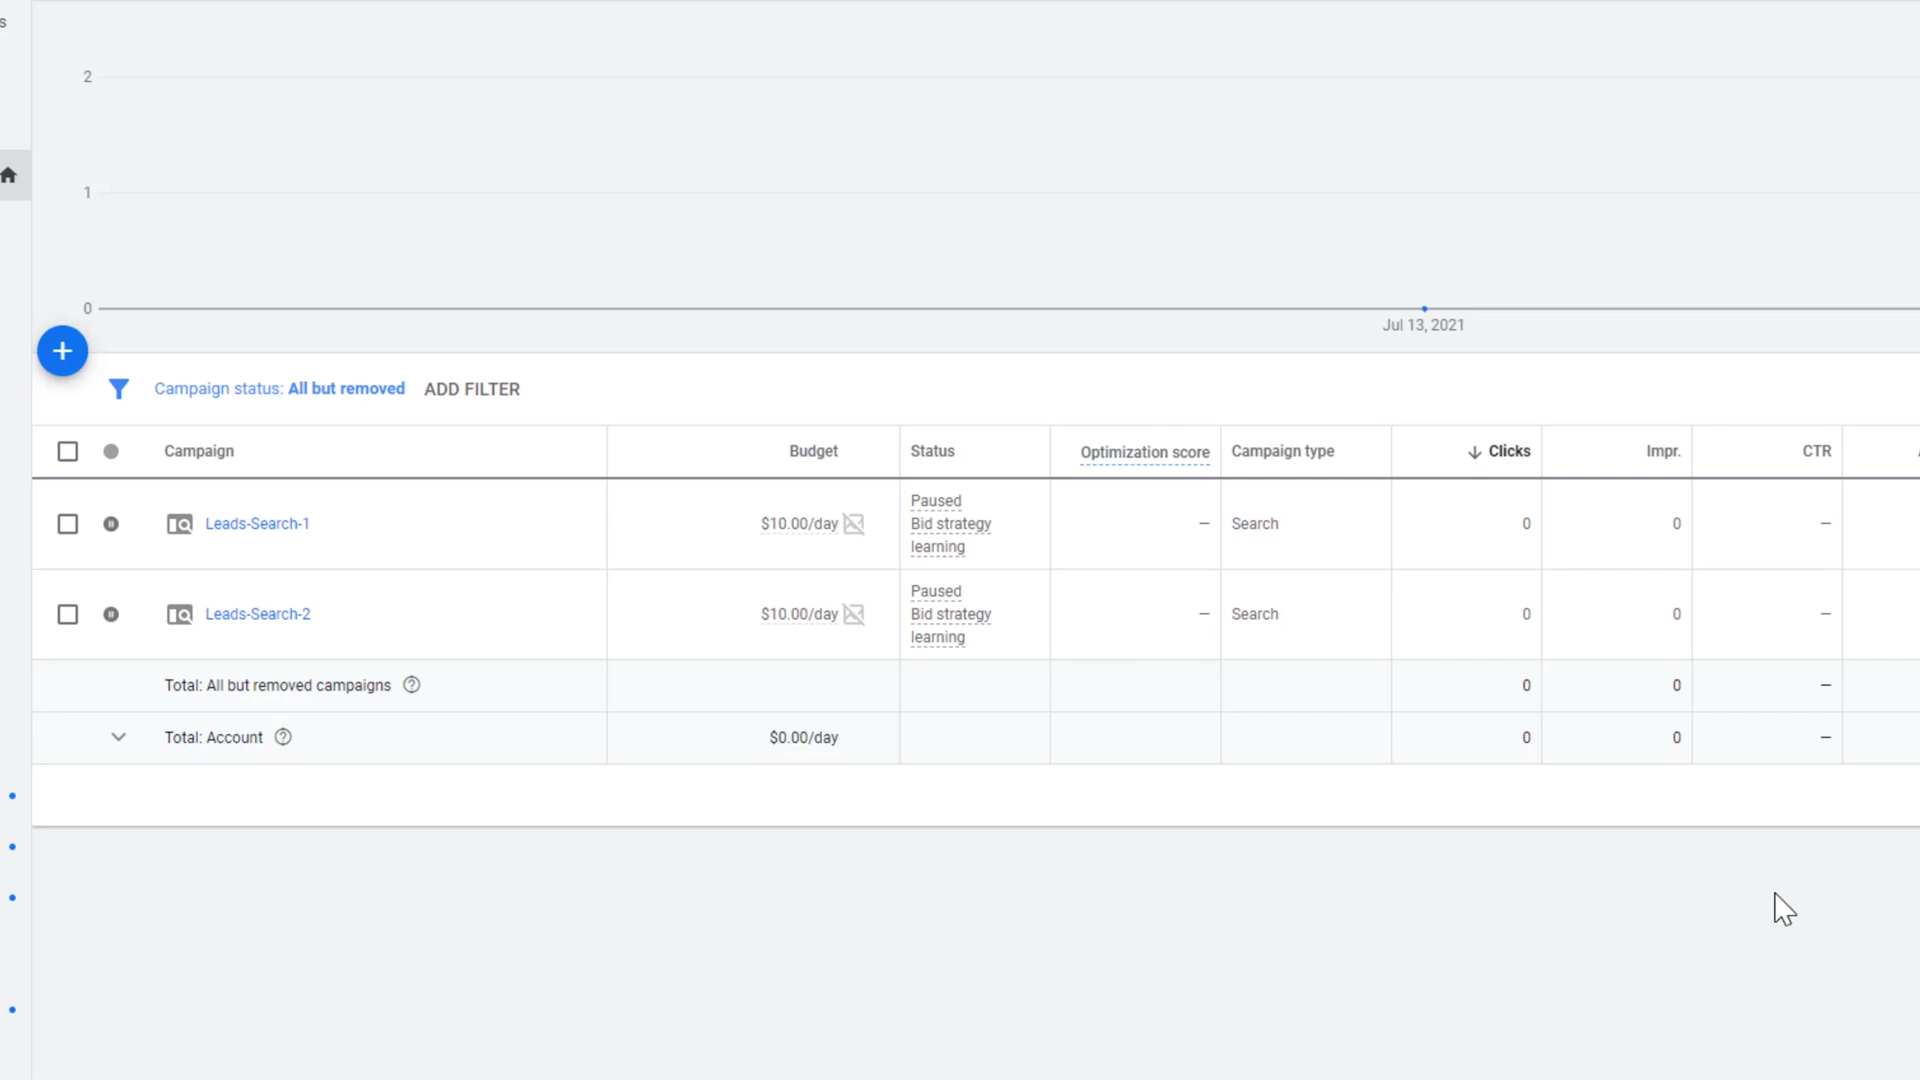 s
2
1
0
Jul 13, 2021
Campaign status: All but removed ADD FILTER
Campaign Budget Status Optimization score Campaign type Clicks Impr. CTR
Leads-Search-1 $10.00/day Paused Bid strategy learning – Search 0 0 –
Leads-Search-2 $10.00/day Paused Bid strategy learning – Search 0 0 –
Total: All but removed campaigns 0 0 –
Total: Account $0.00/day 0 0 –